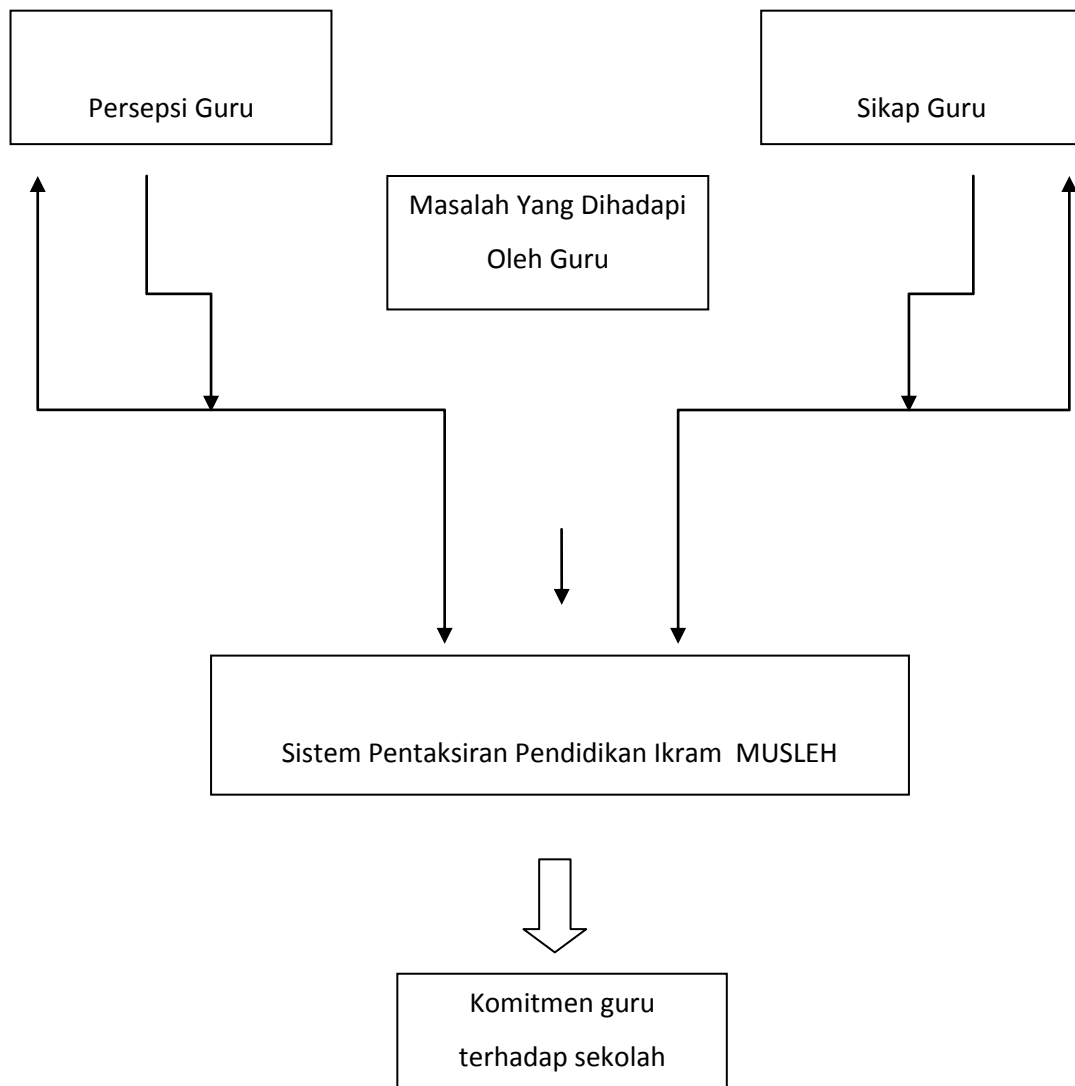 Persepsi Guru
Sikap Guru
Masalah Yang Dihadapi
Oleh Guru
Sistem Pentaksiran Pendidikan Ikram  MUSLEH
Komitmen guru
terhadap sekolah